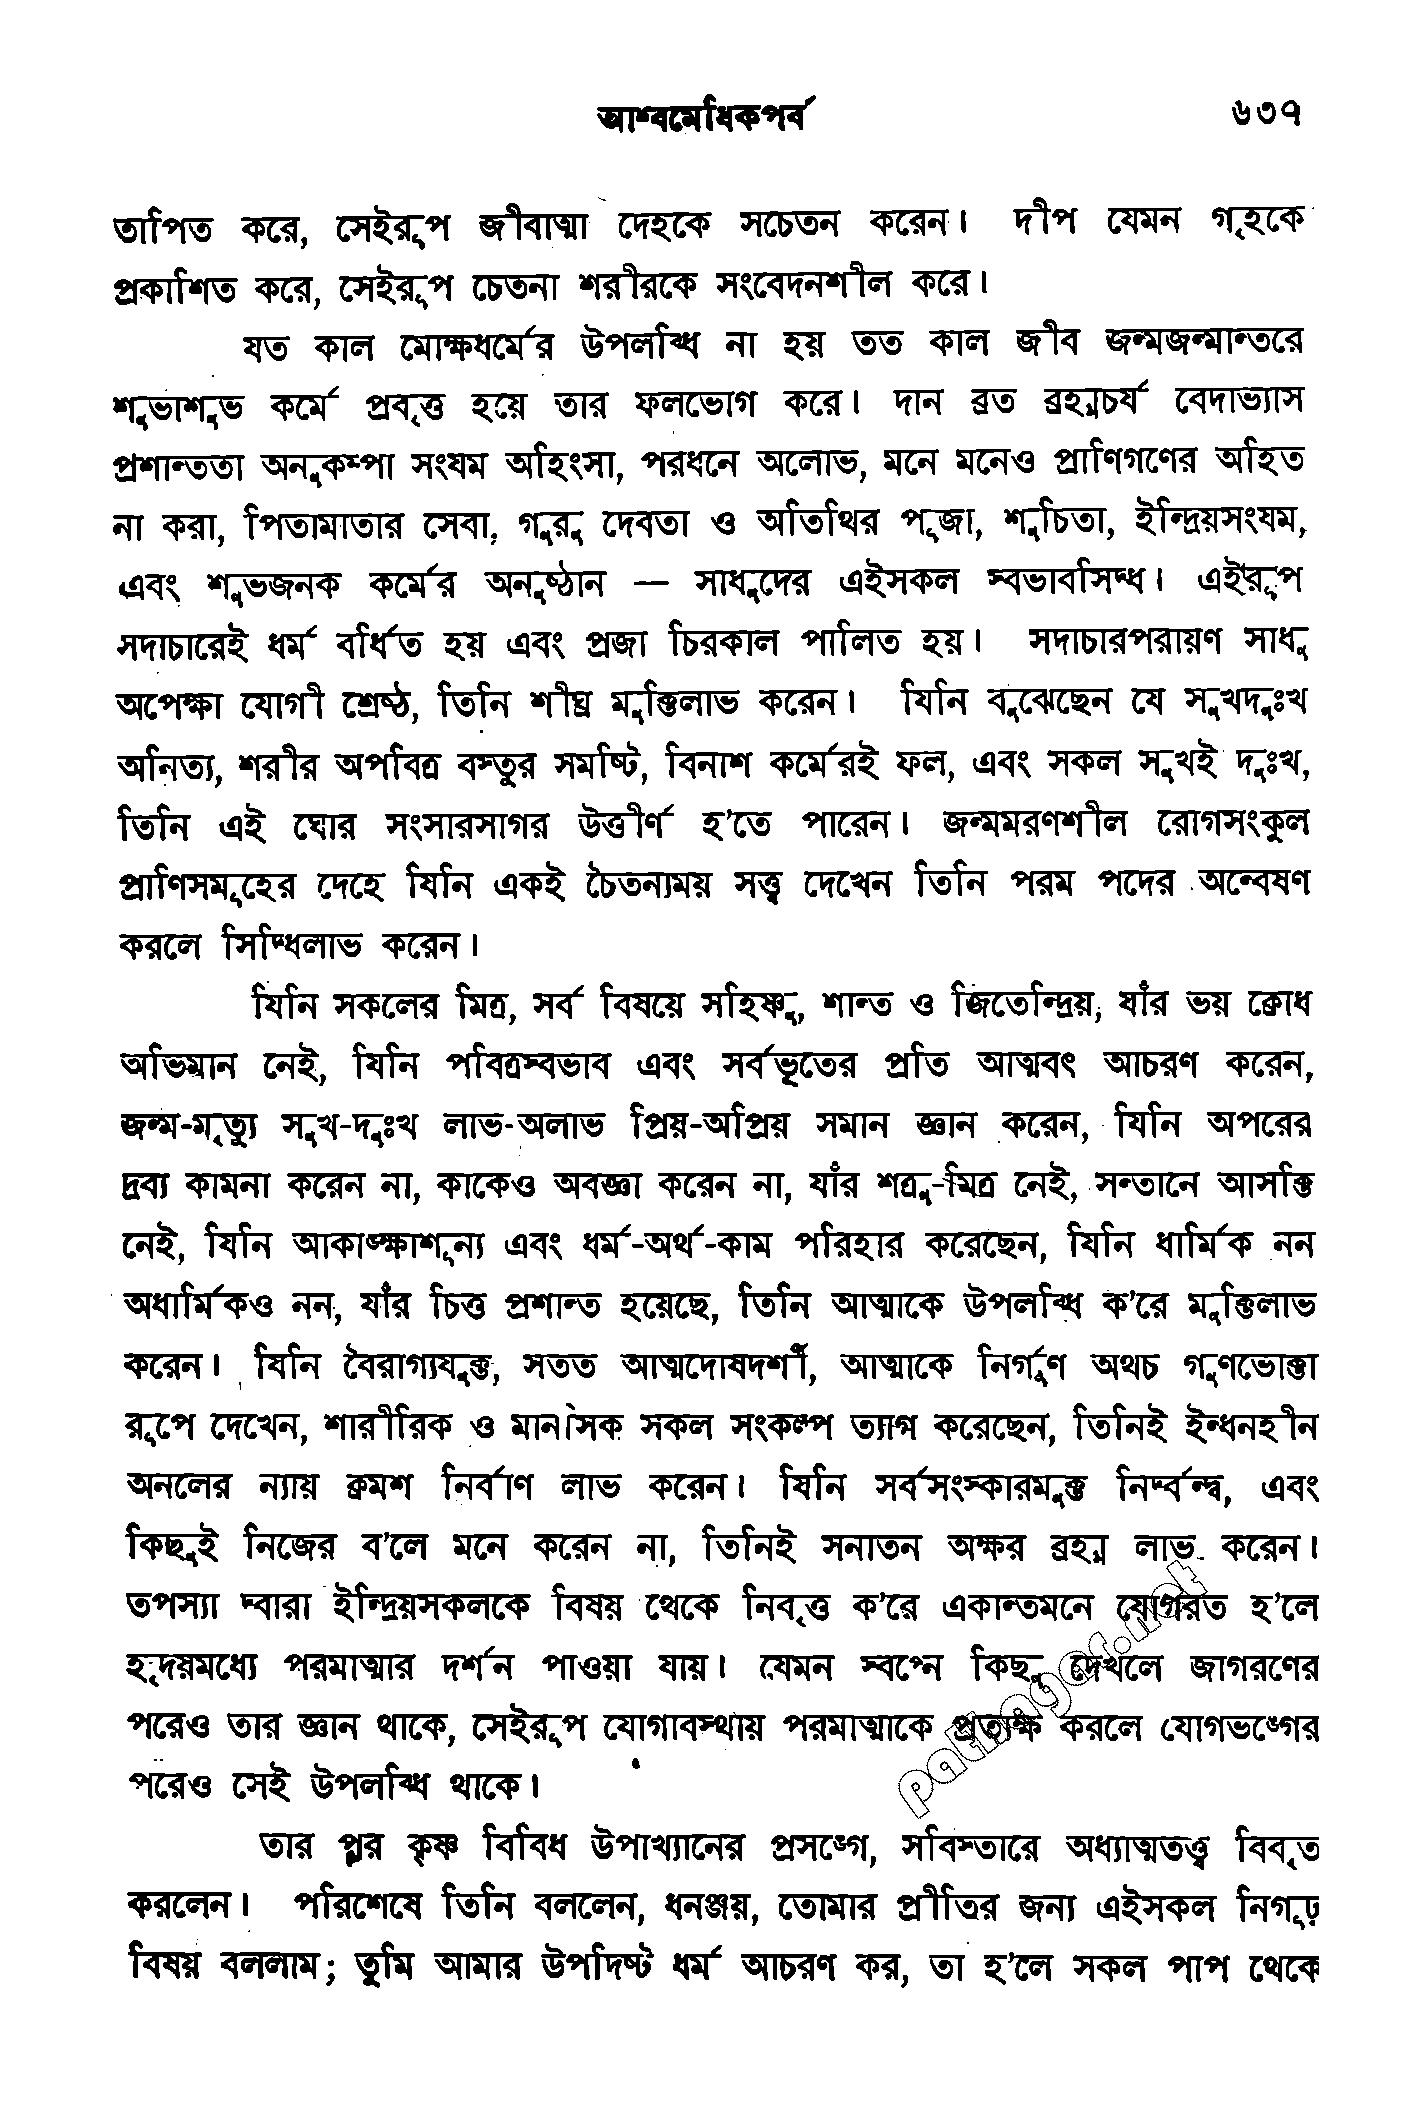 আশ্বমেধিকপর্ব ৬৩৭
তাপিত করে, সেইরূপ জীবাত্মা দেহকে সচেতন করেন। দীপ যেমন গৃহকে
প্রকাশিত করে, সেইরূপ চেতনা শরীরকে সংবেদনশীল করে।
যত কাল মোক্ষধর্মের উপলব্ধি না হয় তত কাল জীব জন্মজন্মান্তরে
শুভাশুভ কর্মে প্রবৃত্ত হয়ে তার ফলভোগ করে। দান ব্রত ব্রহ্মচর্য বেদাভ্যাস
প্রশান্ততা অনুকম্পা সংযম অহিংসা, পরধনে অলোভ, মনে মনেও প্রাণিগণের অহিত
না করা, পিতামাতার সেবা, গুরু দেবতা ও অতিথির পূজা, শুচিতা, ইন্দ্রিয়সংযম,
এবং শুভজনক কর্মের অনুষ্ঠান — সাধুদের এইসকল স্বভাবসিদ্ধ। এইরূপ
সদাচারেই ধর্ম বর্ধিত হয় এবং প্রজা চিরকাল পালিত হয়। সদাচারপরায়ণ সাধু
অপেক্ষা যোগী শ্রেষ্ঠ, তিনি শীঘ্র মুক্তিলাভ করেন। যিনি বুঝেছেন যে সুখদুঃখ
অনিত্য, শরীর অপবিত্র বস্তুর সমষ্টি, বিনাশ কর্মেরই ফল, এবং সকল সুখই দুঃখ,
তিনি এই ঘোর সংসারসাগর উত্তীর্ণ হ’তে পারেন। জন্মমরণশীল রোগসংকুল
প্রাণিসমূহের দেহে যিনি একই চৈতন্যময় সত্ত্ব দেখেন তিনি পরম পদের অন্বেষণ
করলে সিদ্ধিলাভ করেন।
যিনি সকলের মিত্র, সর্ব বিষয়ে সহিষ্ণু, শান্ত ও জিতেন্দ্রিয়, যাঁর ভয় ক্রোধ
অভিমান নেই, যিনি পবিত্রস্বভাব এবং সর্বভূতের প্রতি আত্মবৎ আচরণ করেন,
জন্ম-মৃত্যু সুখ-দুঃখ লাভ-অলাভ প্রিয়-অপ্রিয় সমান জ্ঞান করেন, যিনি অপরের
দ্রব্য কামনা করেন না, কাকেও অবজ্ঞা করেন না, যাঁর শত্রু-মিত্র নেই, সন্তানে আসক্তি
নেই, যিনি আকাঙ্ক্ষাশূন্য এবং ধর্ম-অর্থ-কাম পরিহার করেছেন, যিনি ধার্মিক নন
অধার্মিকও নন, যাঁর চিত্ত প্রশান্ত হয়েছে, তিনি আত্মাকে উপলব্ধি ক’রে মুক্তিলাভ
করেন। যিনি বৈরাগ্যযুক্ত, সতত আত্মদোষদর্শী, আত্মাকে নির্গুণ অথচ গুণভোক্তা
রূপে দেখেন, শারীরিক ও মানসিক সকল সংকল্প ত্যাগ করেছেন, তিনিই ইন্ধনহীন
অনলের ন্যায় ক্রমশ নির্বাণ লাভ করেন। যিনি সর্বসংস্কারমুক্ত নির্দ্বন্দ্ব, এবং
কিছুই নিজের ব’লে মনে করেন না, তিনিই সনাতন অক্ষর ব্রহ্ম লাভ করেন।
তপস্যা দ্বারা ইন্দ্রিয়সকলকে বিষয় থেকে নিবৃত্ত ক’রে একান্তমনে যোগরত হ’লে
হৃদয়মধ্যে পরমাত্মার দর্শন পাওয়া যায়। যেমন স্বপ্নে কিছু দেখলে জাগরণের
পরেও তার জ্ঞান থাকে, সেইরূপ যোগাবস্থায় পরমাত্মাকে প্রত্যক্ষ করলে যোগভঙ্গের
পরেও সেই উপলব্ধি থাকে।
তার পর কৃষ্ণ বিবিধ উপাখ্যানের প্রসঙ্গে, সবিস্তারে অধ্যাত্মতত্ত্ব বিবৃত
করলেন। পরিশেষে তিনি বললেন, ধনঞ্জয়, তোমার প্রীতির জন্য এইসকল নিগূঢ়
বিষয় বললাম; তুমি আমার উপদিষ্ট ধর্ম আচরণ কর, তা হ’লে সকল পাপ থেকে
pathagar.net